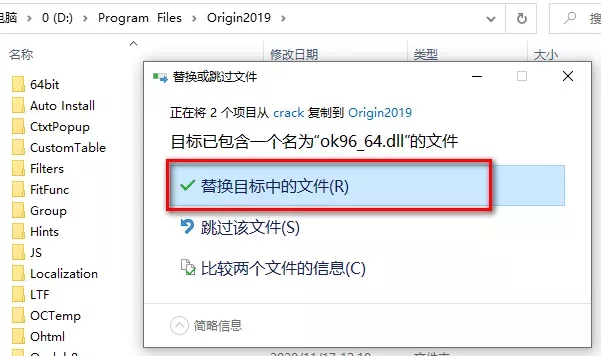 电脑 › 0 (D:) › Program Files › Origin2019 ›
名称
修改日期
类型
64bit
Auto Install
CtxtPopup
CustomTable
Filters
FitFunc
Group
Hints
JS
Localization
LTF
OCTemp
Ohtml
替换或跳过文件
正在将 2 个项目从 crack 复制到 Origin2019
目标已包含一个名为“ok96_64.dll”的文件
替换目标中的文件(R)
跳过该文件(S)
比较两个文件的信息(C)
简略信息